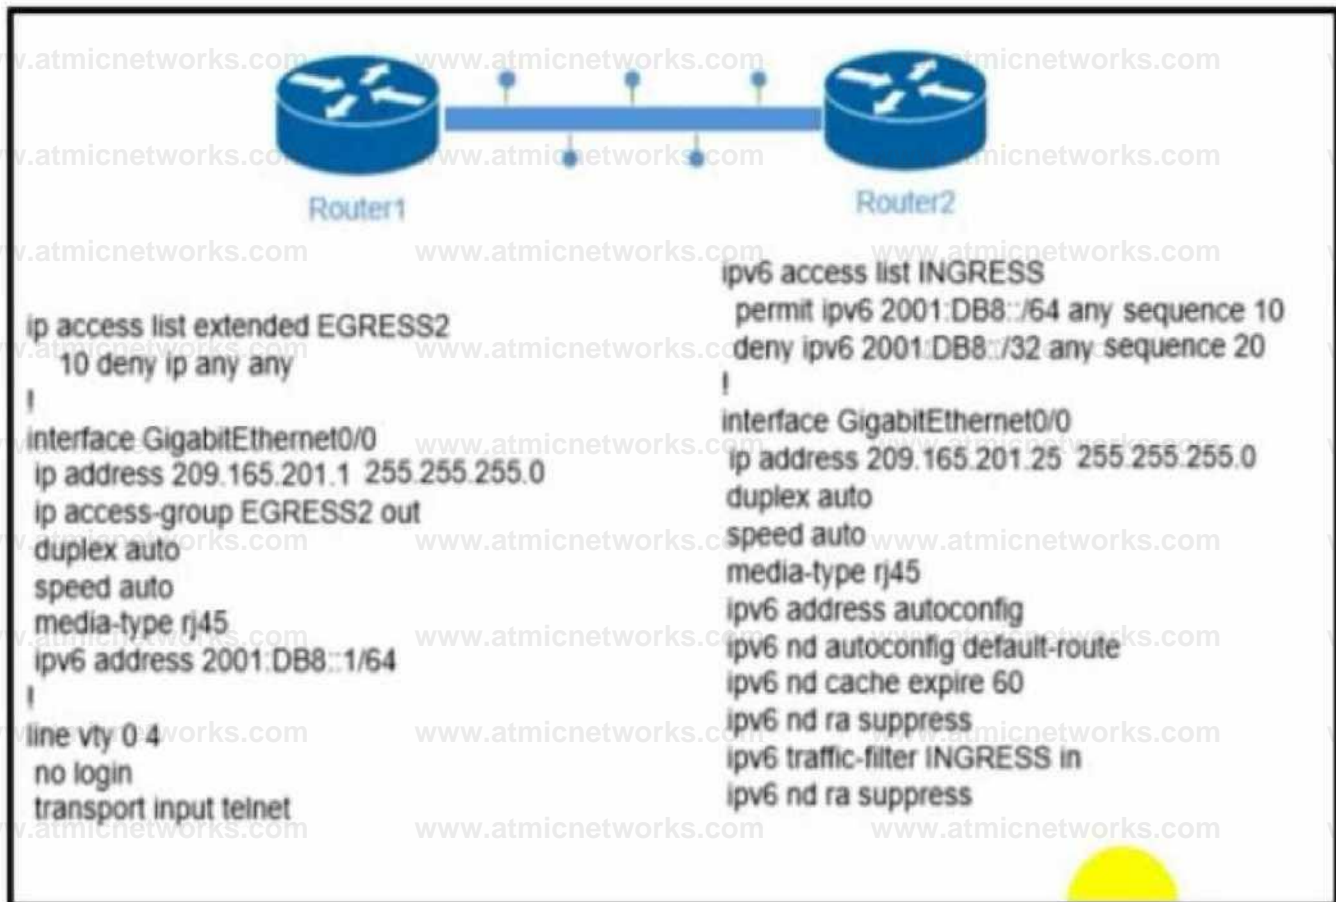 Router1
Router2
ip access list extended EGRESS2
10 deny ip any any
!
interface GigabitEthernet0/0
ip address 209.165.201.1 255.255.255.0
ip access-group EGRESS2 out
duplex auto
speed auto
media-type rj45
ipv6 address 2001:DB8::1/64
!
line vty 0 4
no login
transport input telnet
ipv6 access list INGRESS
permit ipv6 2001:DB8::/64 any sequence 10
deny ipv6 2001:DB8::/32 any sequence 20
!
interface GigabitEthernet0/0
ip address 209.165.201.25 255.255.255.0
duplex auto
speed auto
media-type rj45
ipv6 address autoconfig
ipv6 nd autoconfig default-route
ipv6 nd cache expire 60
ipv6 nd ra suppress
ipv6 traffic-filter INGRESS in
ipv6 nd ra suppress
www.atmicnetworks.com